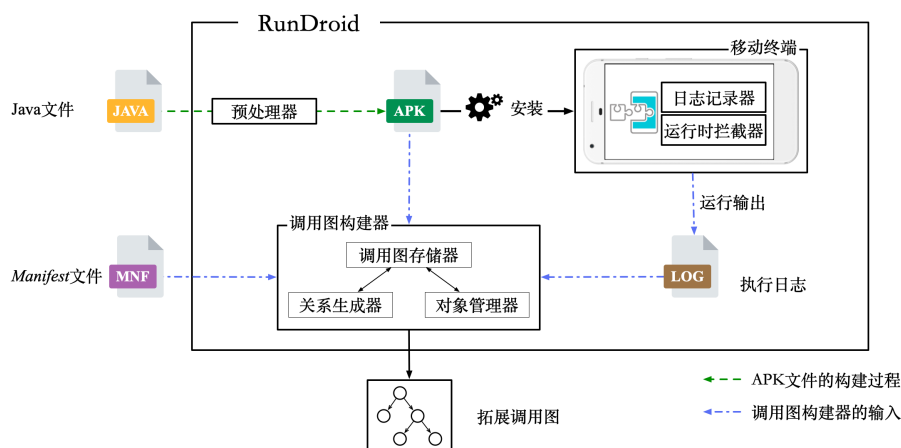 RunDroid
移动终端
Java文件
JAVA
预处理器
APK
安装
日志记录器
运行时拦截器
运行输出
调用图构建器
调用图存储器
Manifest文件
MNF
LOG
执行日志
关系生成器
对象管理器
APK文件的构建过程
拓展调用图
调用图构建器的输入